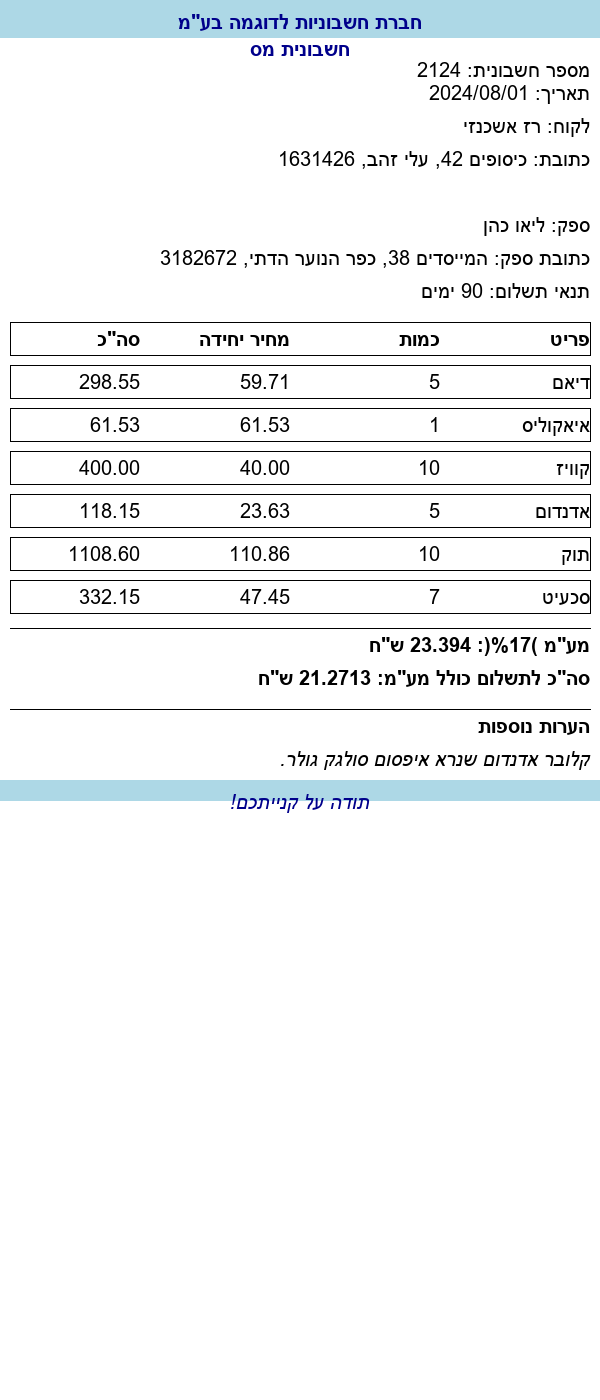 חברת חשבוניות לדוגמה בע"מ
חשבונית מס
מספר חשבונית: 2124
תאריך: 2024/08/01
לקוח: רז אשכנזי
כתובת: כיסופים 42, עלי זהב, 1631426
ספק: ליאו כהן
כתובת ספק: המייסדים 38, כפר הנוער הדתי, 3182672
תנאי תשלום: 90 ימים
פריט כמות מחיר יחידה סה"כ
דיאם 5 59.71 298.55
איאקוליס 1 61.53 61.53
קוויז 10 40.00 400.00
אדנדום 5 23.63 118.15
תוק 10 110.86 1108.60
סכעיט 7 47.45 332.15
מע"מ )17%(: 23.394 ש"ח
סה"כ לתשלום כולל מע"מ: 21.2713 ש"ח
הערות נוספות
קלובר אדנדום שנרא איפסום סולגק גולר.
תודה על קנייתכם!